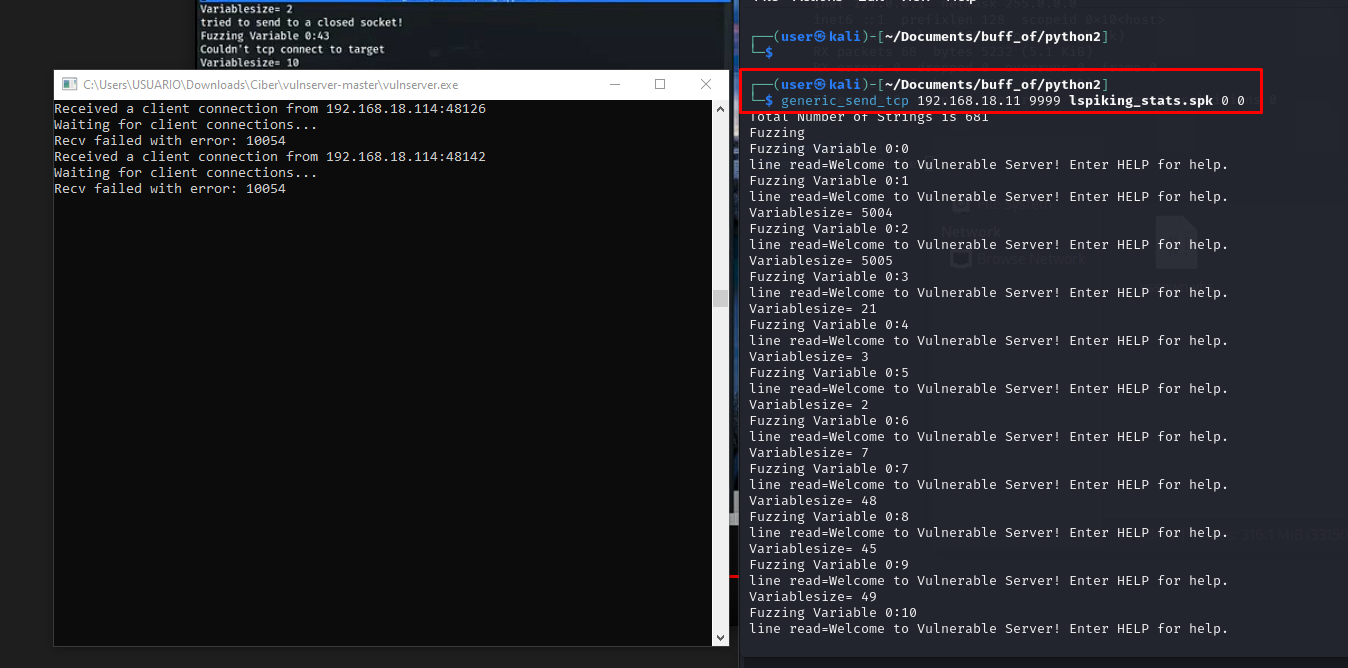 Variablesize= 2
tried to send to a closed socket!
Fuzzing Variable 0:43
Couldn't tcp connect to target
Variablesize= 10
C:\Users\USUARIO\Downloads\Ciber\vulnserver-master\vulnserver.exe
Received a client connection from 192.168.18.114:48126
Waiting for client connections...
Recv failed with error: 10054
Received a client connection from 192.168.18.114:48142
Waiting for client connections...
Recv failed with error: 10054
inet6 ::1 prefixlen 128 scopeid 0×10<host>
┌──(user㉿kali)-[~/Documents/buff_of/python2]
└─$
┌──(user㉿kali)-[~/Documents/buff_of/python2]
└─$ generic_send_tcp 192.168.18.11 9999 lspiking_stats.spk 0 0
Total Number of Strings is 681
Fuzzing
Fuzzing Variable 0:0
line read=Welcome to Vulnerable Server! Enter HELP for help.
Fuzzing Variable 0:1
line read=Welcome to Vulnerable Server! Enter HELP for help.
Variablesize= 5004
Fuzzing Variable 0:2
line read=Welcome to Vulnerable Server! Enter HELP for help.
Variablesize= 5005
Fuzzing Variable 0:3
line read=Welcome to Vulnerable Server! Enter HELP for help.
Variablesize= 21
Fuzzing Variable 0:4
line read=Welcome to Vulnerable Server! Enter HELP for help.
Variablesize= 3
Fuzzing Variable 0:5
line read=Welcome to Vulnerable Server! Enter HELP for help.
Variablesize= 2
Fuzzing Variable 0:6
line read=Welcome to Vulnerable Server! Enter HELP for help.
Variablesize= 7
Fuzzing Variable 0:7
line read=Welcome to Vulnerable Server! Enter HELP for help.
Variablesize= 48
Fuzzing Variable 0:8
line read=Welcome to Vulnerable Server! Enter HELP for help.
Variablesize= 45
Fuzzing Variable 0:9
line read=Welcome to Vulnerable Server! Enter HELP for help.
Variablesize= 49
Fuzzing Variable 0:10
line read=Welcome to Vulnerable Server! Enter HELP for help.
Network
Browse Network